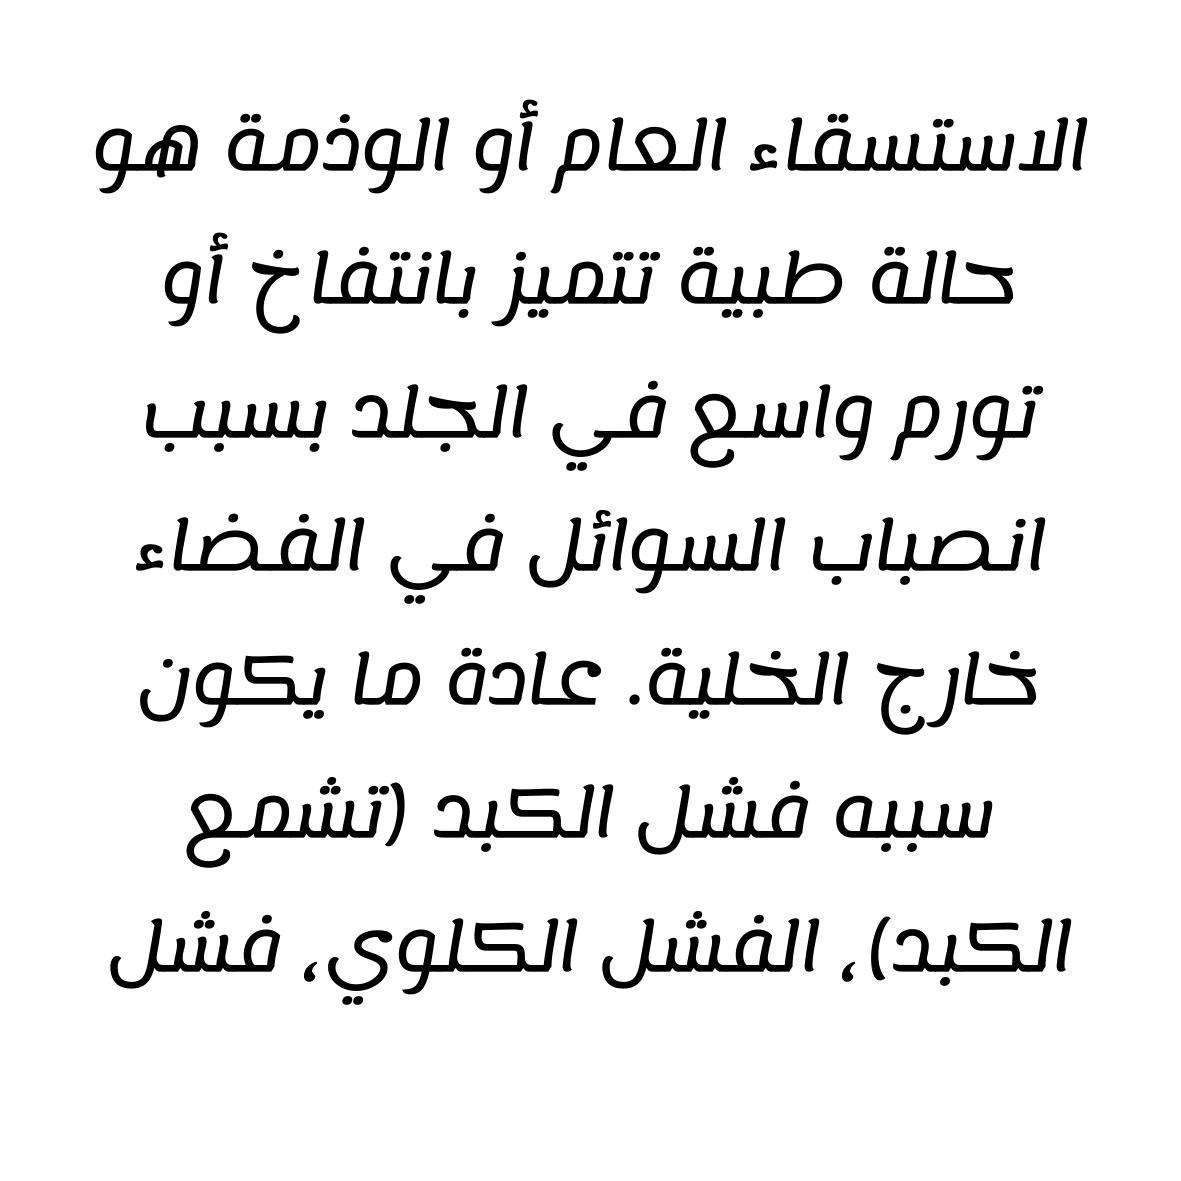 الاستسقاء العام أو الوذمة هو
حالة طبية تتميز بانتفاخ أو
تورم واسع في الجلد بسبب
انصباب السوائل في الفضاء
خارج الخلية. عادة ما يكون
سببه فشل الكبد (تشمع
الكبد)، الفشل الكلوي، فشل